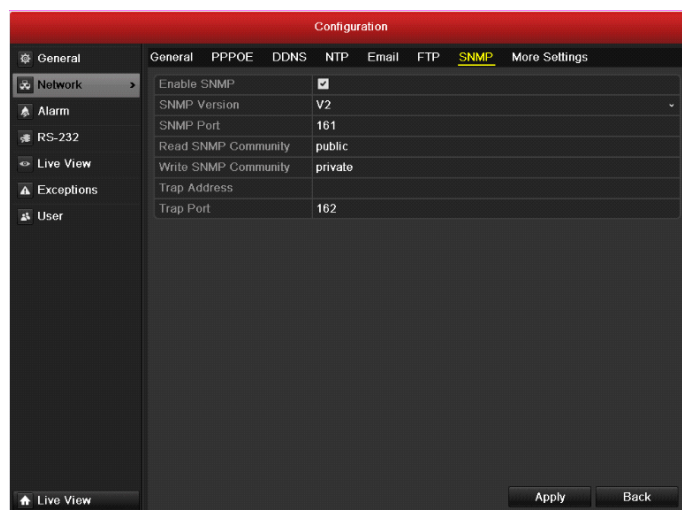 Configuration
General
Network >
Alarm
RS-232
Live View
Exceptions
User
Live View
General PPPOE DDNS NTP Email FTP SNMP More Settings
Enable SNMP
SNMP Version V2
SNMP Port 161
Read SNMP Community public
Write SNMP Community private
Trap Address
Trap Port 162
Apply Back